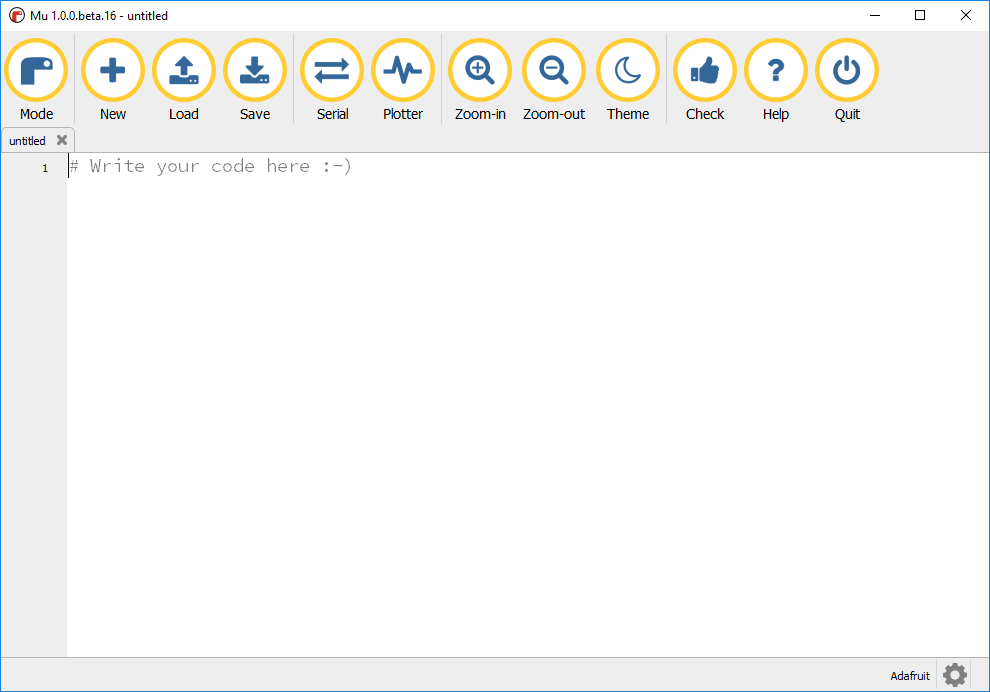 Mu 1.0.0.beta.16 - untitled
Mode New Load Save Serial Plotter Zoom-in Zoom-out Theme Check Help Quit
untitled
1 # Write your code here :-)
Adafruit